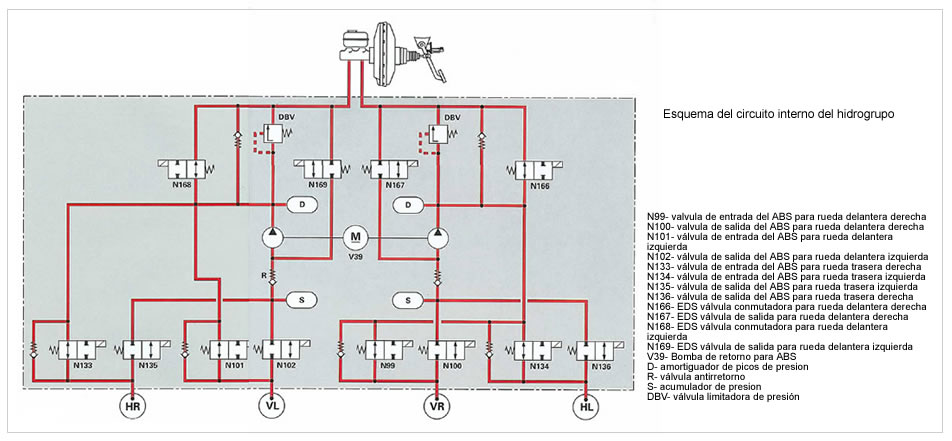 Esquema del circuito interno del hidrogrupo
DBV
DBV
N168
N169
N167
N166
D
D
M
V39
R
S
S
N133
N135
N101
N102
N99
N100
N134
N136
HR
VL
VR
HL
N99- valvula de entrada del ABS para rueda delantera derecha
N100- valvula de salida del ABS para rueda delantera derecha
N101- válvula de entrada del ABS para rueda delantera
izquierda
N102- válvula de salida del ABS para rueda delantera izquierda
N133- válvula de entrada del ABS para rueda trasera derecha
N134- válvula de entrada del ABS para rueda trasera izquierda
N135- válvula de salida del ABS para rueda trasera izquierda
N136- válvula de salida del ABS para rueda trasera derecha
N166- EDS válvula conmutadora para rueda delantera derecha
N167- EDS válvula de salida para rueda delantera derecha
N168- EDS válvula conmutadora para rueda delantera
izquierda
N169- EDS válvula de salida para rueda delantera izquierda
V39- Bomba de retorno para ABS
D- amortiguador de picos de presion
R- válvula antirretorno
S- acumulador de presion
DBV- válvula limitadora de presión